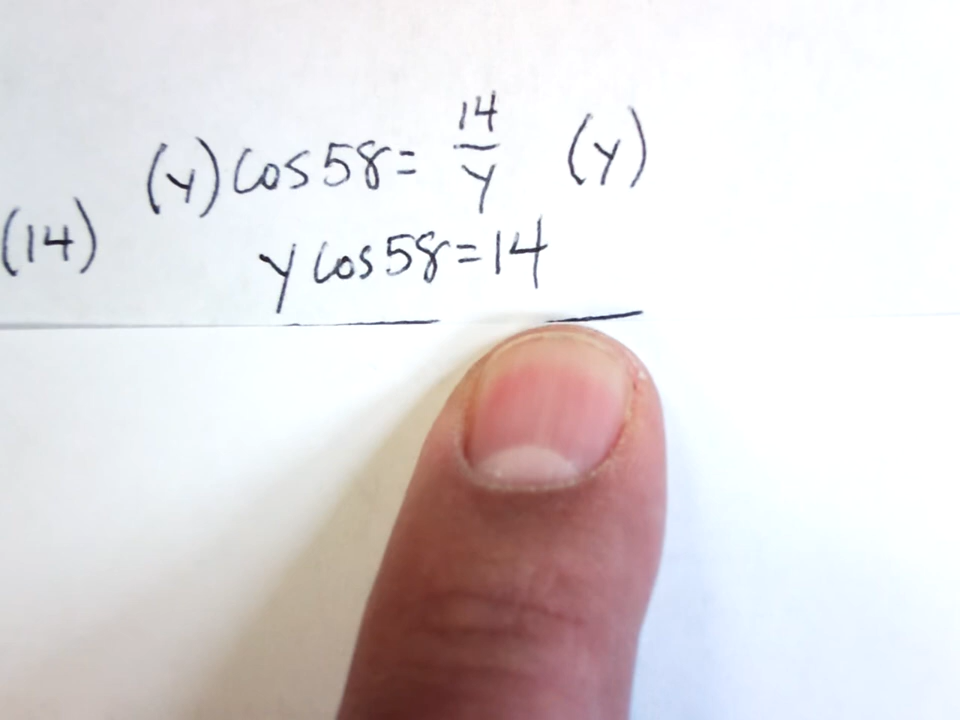 (y) cos 58 = 14/y (y)
(14)
y cos 58 = 14